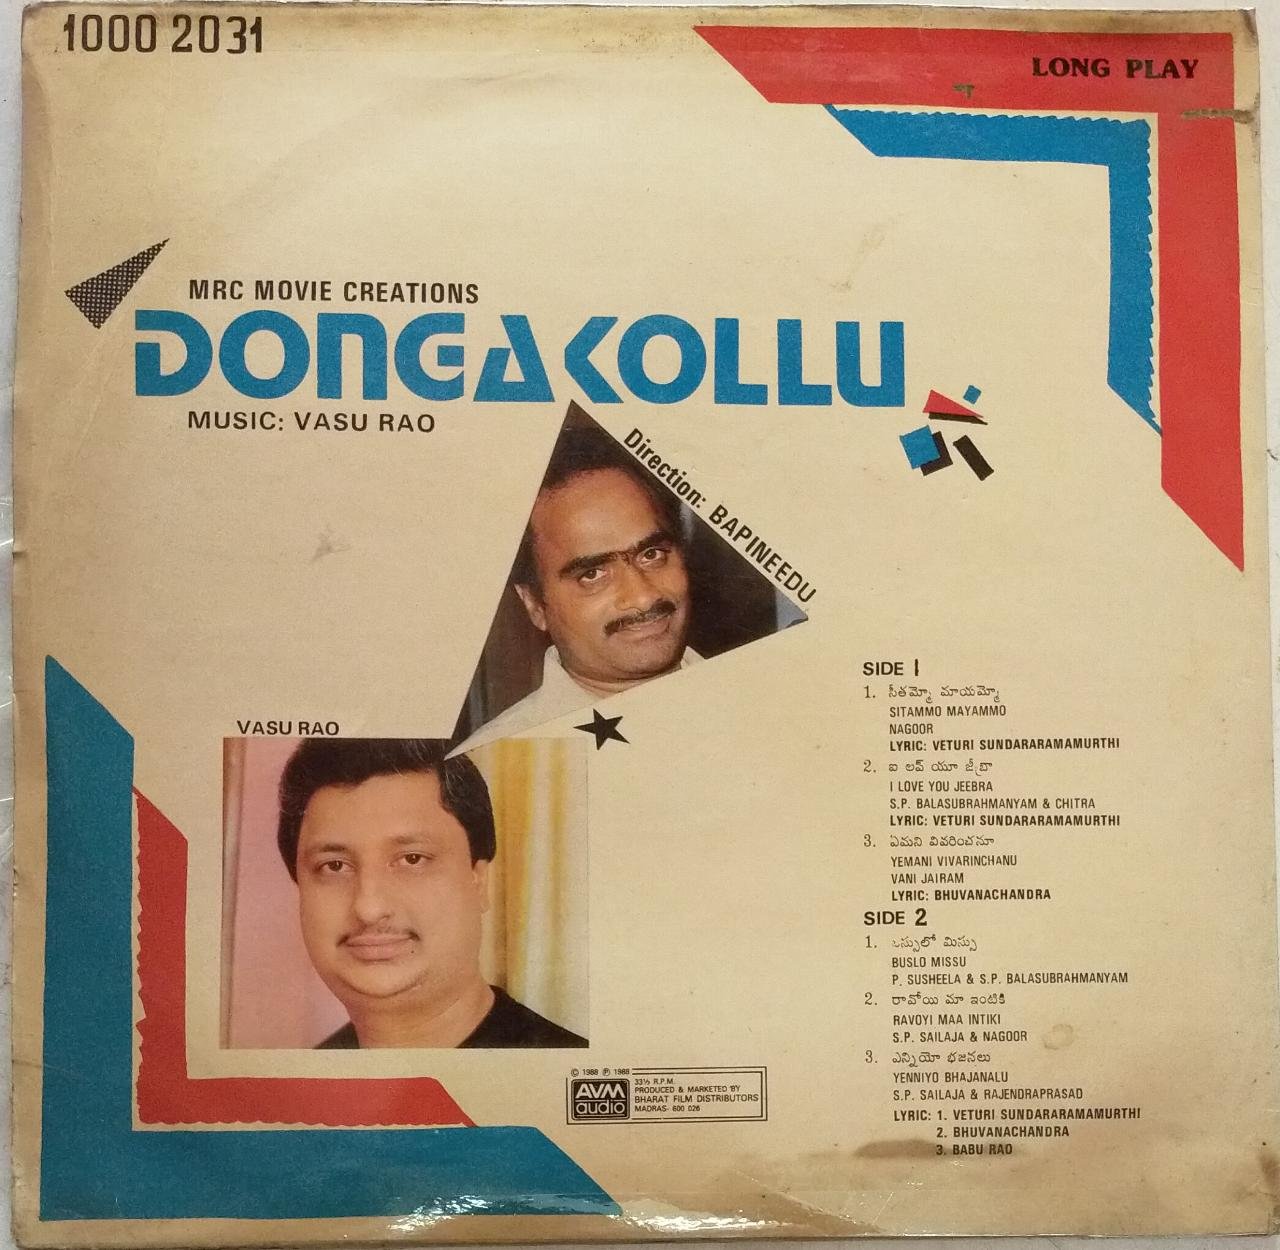 1000 2031
LONG PLAY
MRC MOVIE CREATIONS
DONGAKOLLU
MUSIC: VASU RAO
Direction: BAPINEEDU
VASU RAO
SIDE 1
1. సీతమ్మో మాయమ్మో
SITAMMO MAYAMMO
NAGOOR
LYRIC: VETURI SUNDARARAMAMURTHI
2. ఐ లవ్ యూ జీబ్రా
I LOVE YOU JEEBRA
S.P. BALASUBRAHMANYAM & CHITRA
LYRIC: VETURI SUNDARARAMAMURTHI
3. ఏమని వివరించనూ
YEMANI VIVARINCHANU
VANI JAIRAM
LYRIC: BHUVANACHANDRA
SIDE 2
1. బస్సులో మిస్సు
BUSLO MISSU
P. SUSHEELA & S.P. BALASUBRAHMANYAM
2. రావోయి మా ఇంటికి
RAVOYI MAA INTIKI
S.P. SAILAJA & NAGOOR
3. ఎన్నియో భజనలు
YENNIYO BHAJANALU
S.P. SAILAJA & RAJENDRAPRASAD
LYRIC: 1. VETURI SUNDARARAMAMURTHI
2. BHUVANACHANDRA
3. BABU RAO
© 1988 ℗ 1988
AVM
audio
33⅓ R.P.M.
PRODUCED & MARKETED BY
BHARAT FILM DISTRIBUTORS
MADRAS- 600 026